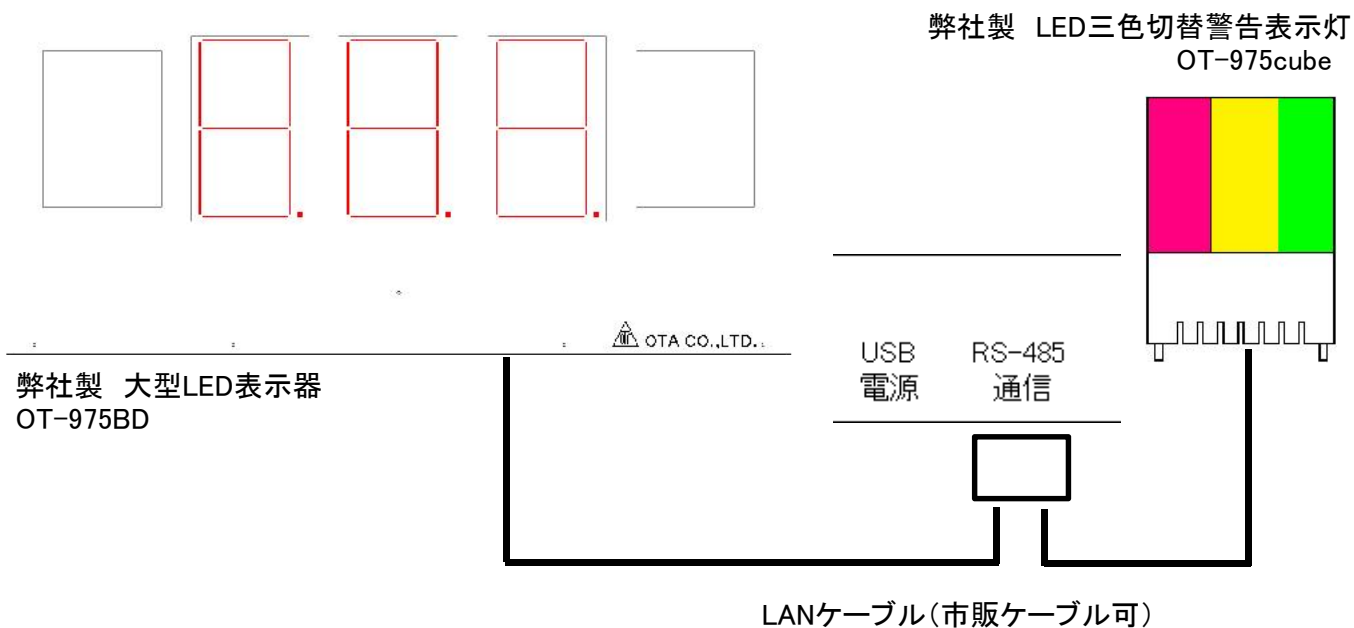 弊社製 LED三色切替警告表示灯
OT-975cube
OTA CO.,LTD.
弊社製 大型LED表示器
OT-975BD
USB RS-485
電源 通信
LANケーブル(市販ケーブル可)